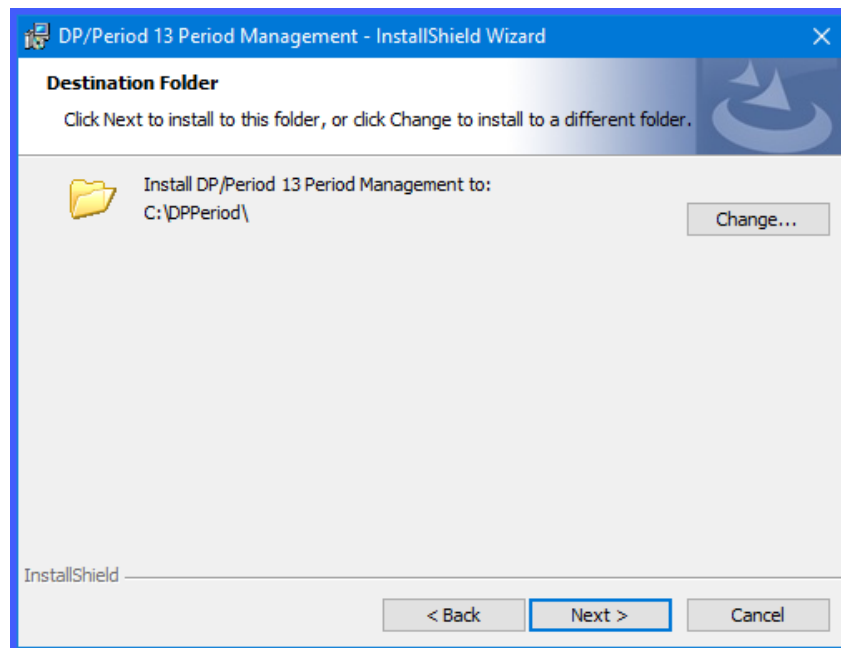 DP/Period 13 Period Management - InstallShield Wizard
Destination Folder
Click Next to install to this folder, or click Change to install to a different folder.
Install DP/Period 13 Period Management to:
C:\DPPeriod\
Change...
InstallShield
< Back
Next >
Cancel